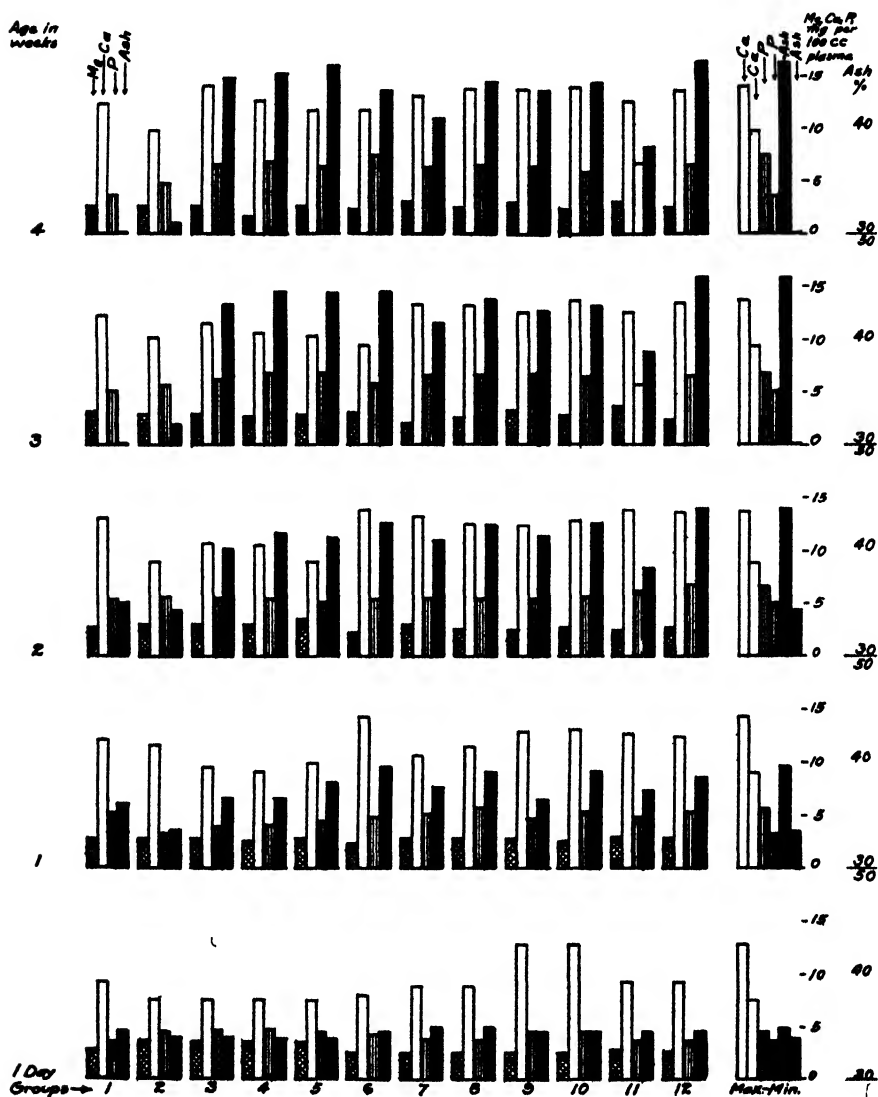 Age in weeks
Mg Ca P Ash
Ca Ca P P Ash Ash
Mg, Ca, P, Mg per 100 cc plasma
Ash %
-15
-10 40
-5
4 0 30
50
-15
-10 40
-5
3 0 30
50
-15
-10 40
-5
2 0 30
50
-15
-10 40
-5
1 0 30
50
-15
-10 40
-5
1 Day 0 30
Groups→ 1 2 3 4 5 6 7 8 9 10 11 12 Max.-Min.